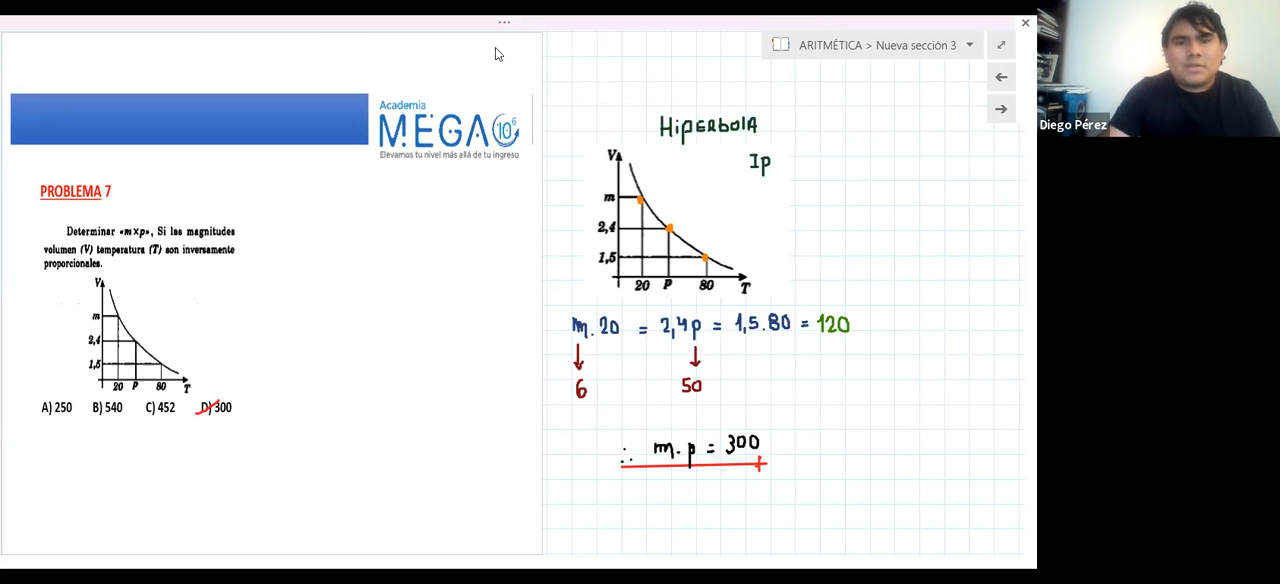 ARITMÉTICA > Nueva sección 3
Diego Pérez
Academia
MEGA 10⁶
Elevamos tu nivel más allá de tu ingreso
PROBLEMA 7
Determinar «m×p», Si las magnitudes
volumen (V) temperatura (T) son inversamente
proporcionales.
V
m
2,4
1,5
20 p 80 T
A) 250 B) 540 C) 452 D) 300
HipERbolA
Ip
V
m
2,4
1,5
20 p 80 T
m.20 = 2,4p = 1,5.80 = 120
6 50
∴ m.p = 300